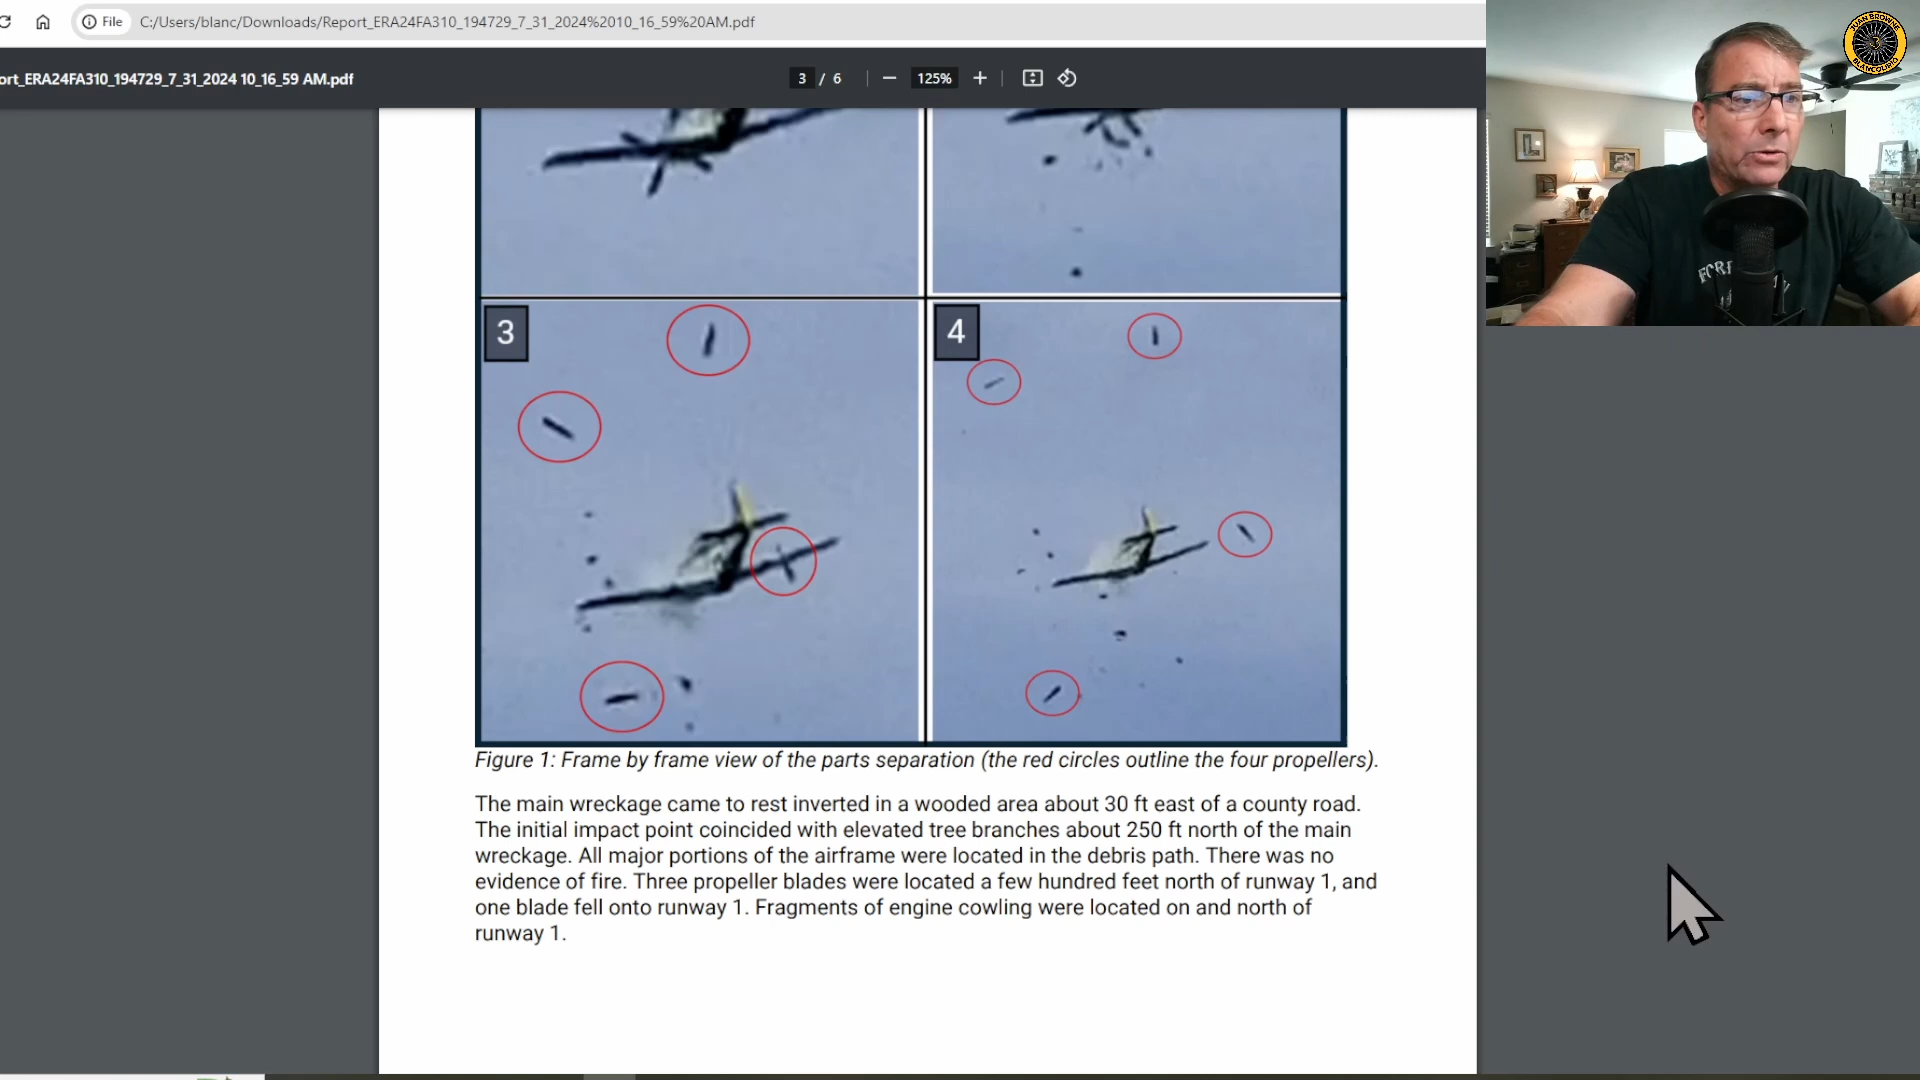 File
C:/Users/blanc/Downloads/Report_ERA24FA310_194729_7_31_2024%2010_16_59%20AM.pdf
JUAN BROWNE
BLANCOLIRIO
ort_ERA24FA310_194729_7_31_2024 10_16_59 AM.pdf
3 / 6
125%
3
4
Figure 1: Frame by frame view of the parts separation (the red circles outline the four propellers).
The main wreckage came to rest inverted in a wooded area about 30 ft east of a county road.
The initial impact point coincided with elevated tree branches about 250 ft north of the main
wreckage. All major portions of the airframe were located in the debris path. There was no
evidence of fire. Three propeller blades were located a few hundred feet north of runway 1, and
one blade fell onto runway 1. Fragments of engine cowling were located on and north of
runway 1.